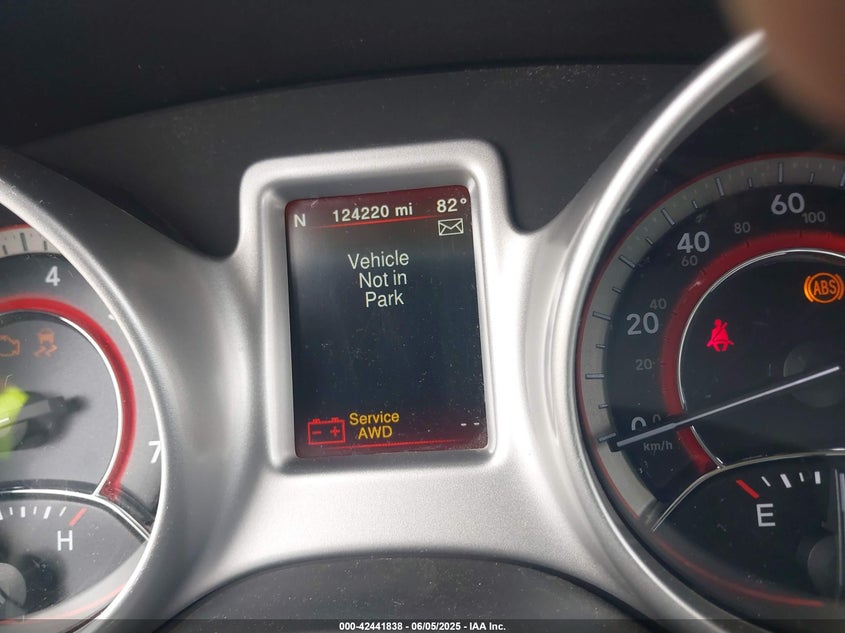 N 124220 mi 82°
Vehicle
Not in
Park
Service
AWD
- +
--
4
7
H
60
100
40
80
60
20
40
20
0
0
km/h
ABS
E
000-42441838 - 06/05/2025 - IAA Inc.